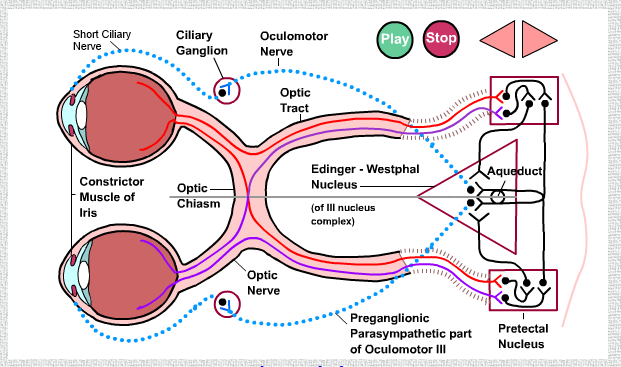 Short Ciliary
Nerve
Ciliary
Ganglion
Oculomotor
Nerve
Play
Stop
Optic
Tract
Edinger - Westphal
Nucleus
(of III nucleus
complex)
Aqueduct
Constrictor
Muscle of
Iris
Optic
Chiasm
Optic
Nerve
Preganglionic
Parasympathetic part
of Oculomotor III
Pretectal
Nucleus